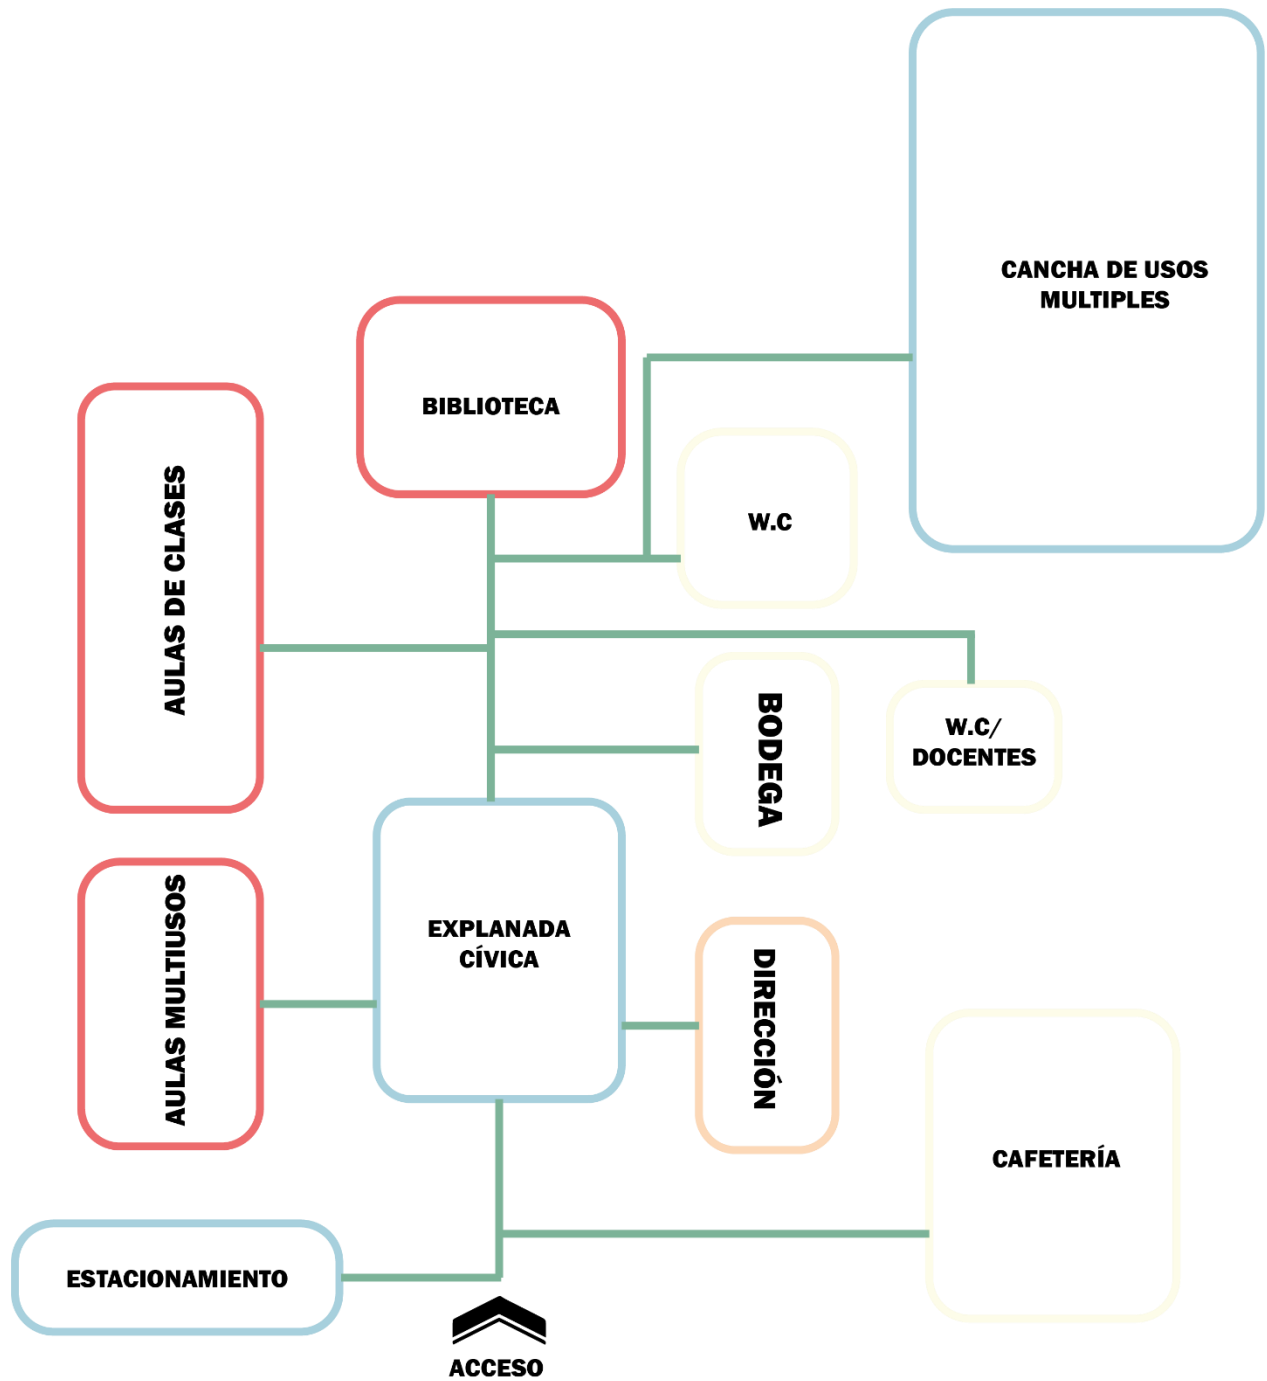 CANCHA DE USOS
MULTIPLES
BIBLIOTECA
AULAS DE CLASES
W.C
W.C/
DOCENTES
BODEGA
EXPLANADA
CÍVICA
AULAS MULTIUSOS
DIRECCIÓN
CAFETERÍA
ESTACIONAMIENTO
ACCESO